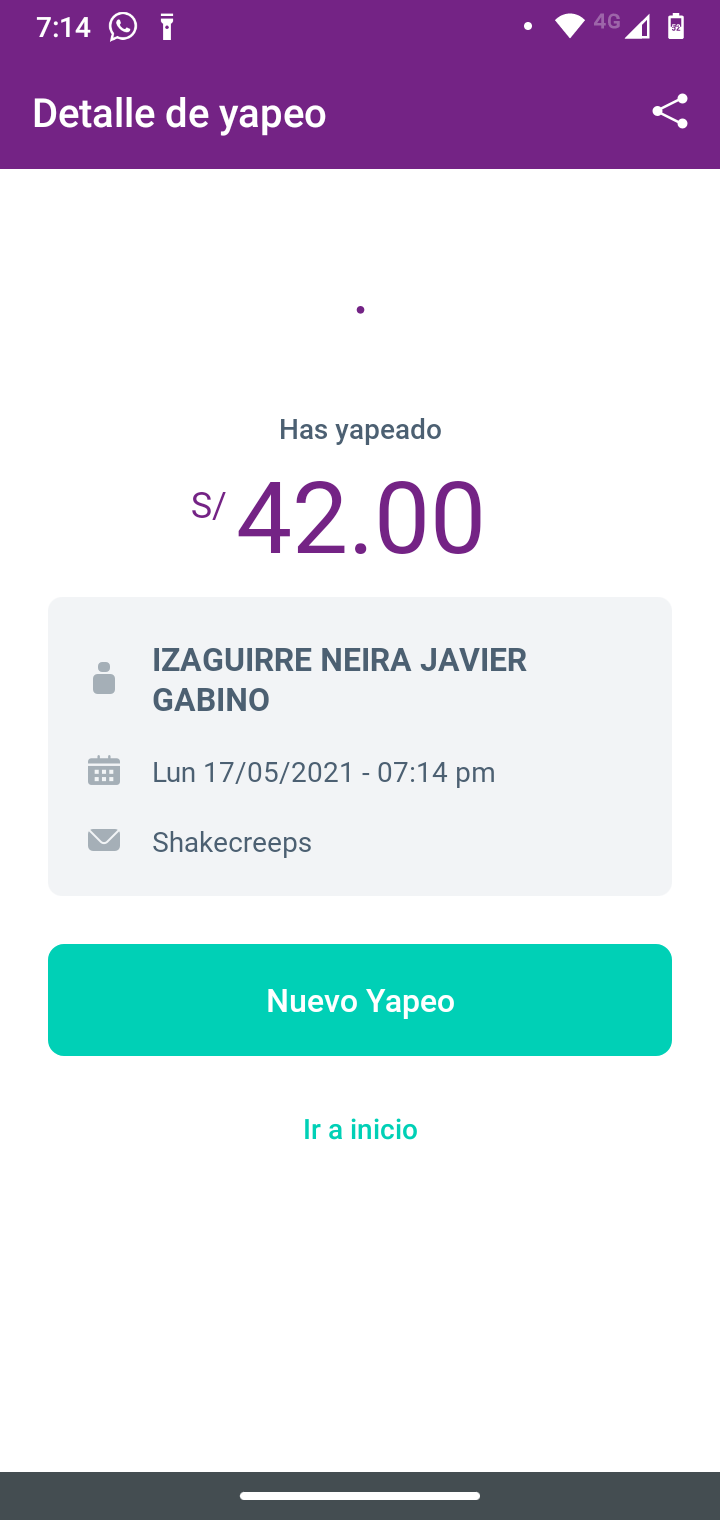 7:14
4G
Detalle de yapeo
Has yapeado
S/ 42.00
IZAGUIRRE NEIRA JAVIER
GABINO
Lun 17/05/2021 - 07:14 pm
Shakecreeps
Nuevo Yapeo
Ir a inicio